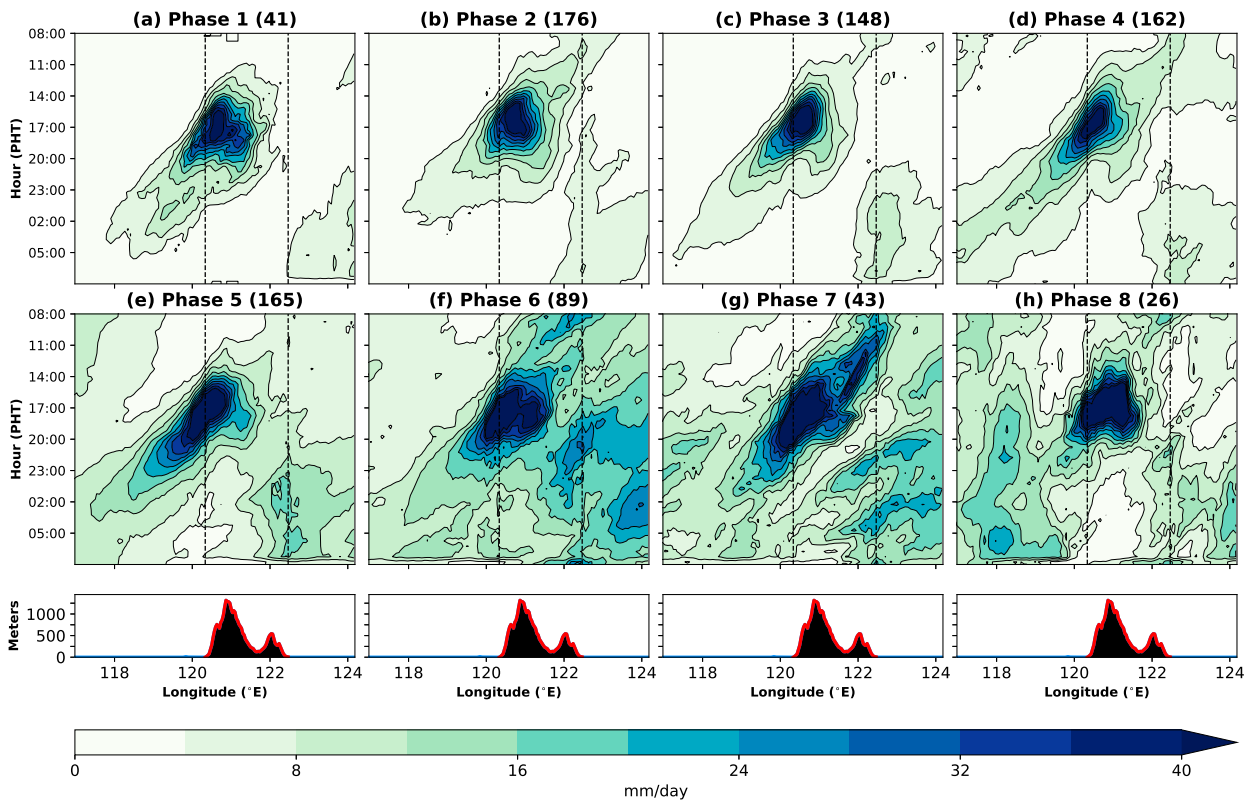 (a) Phase 1 (41) (b) Phase 2 (176) (c) Phase 3 (148) (d) Phase 4 (162)
08:00
11:00
14:00
17:00
20:00
23:00
02:00
05:00
Hour (PHT)
(e) Phase 5 (165) (f) Phase 6 (89) (g) Phase 7 (43) (h) Phase 8 (26)
08:00
11:00
14:00
17:00
20:00
23:00
02:00
05:00
Hour (PHT)
1000
500
0
Meters
118 120 122 124 118 120 122 124 118 120 122 124 118 120 122 124
Longitude (°E) Longitude (°E) Longitude (°E) Longitude (°E)
0 8 16 24 32 40
mm/day